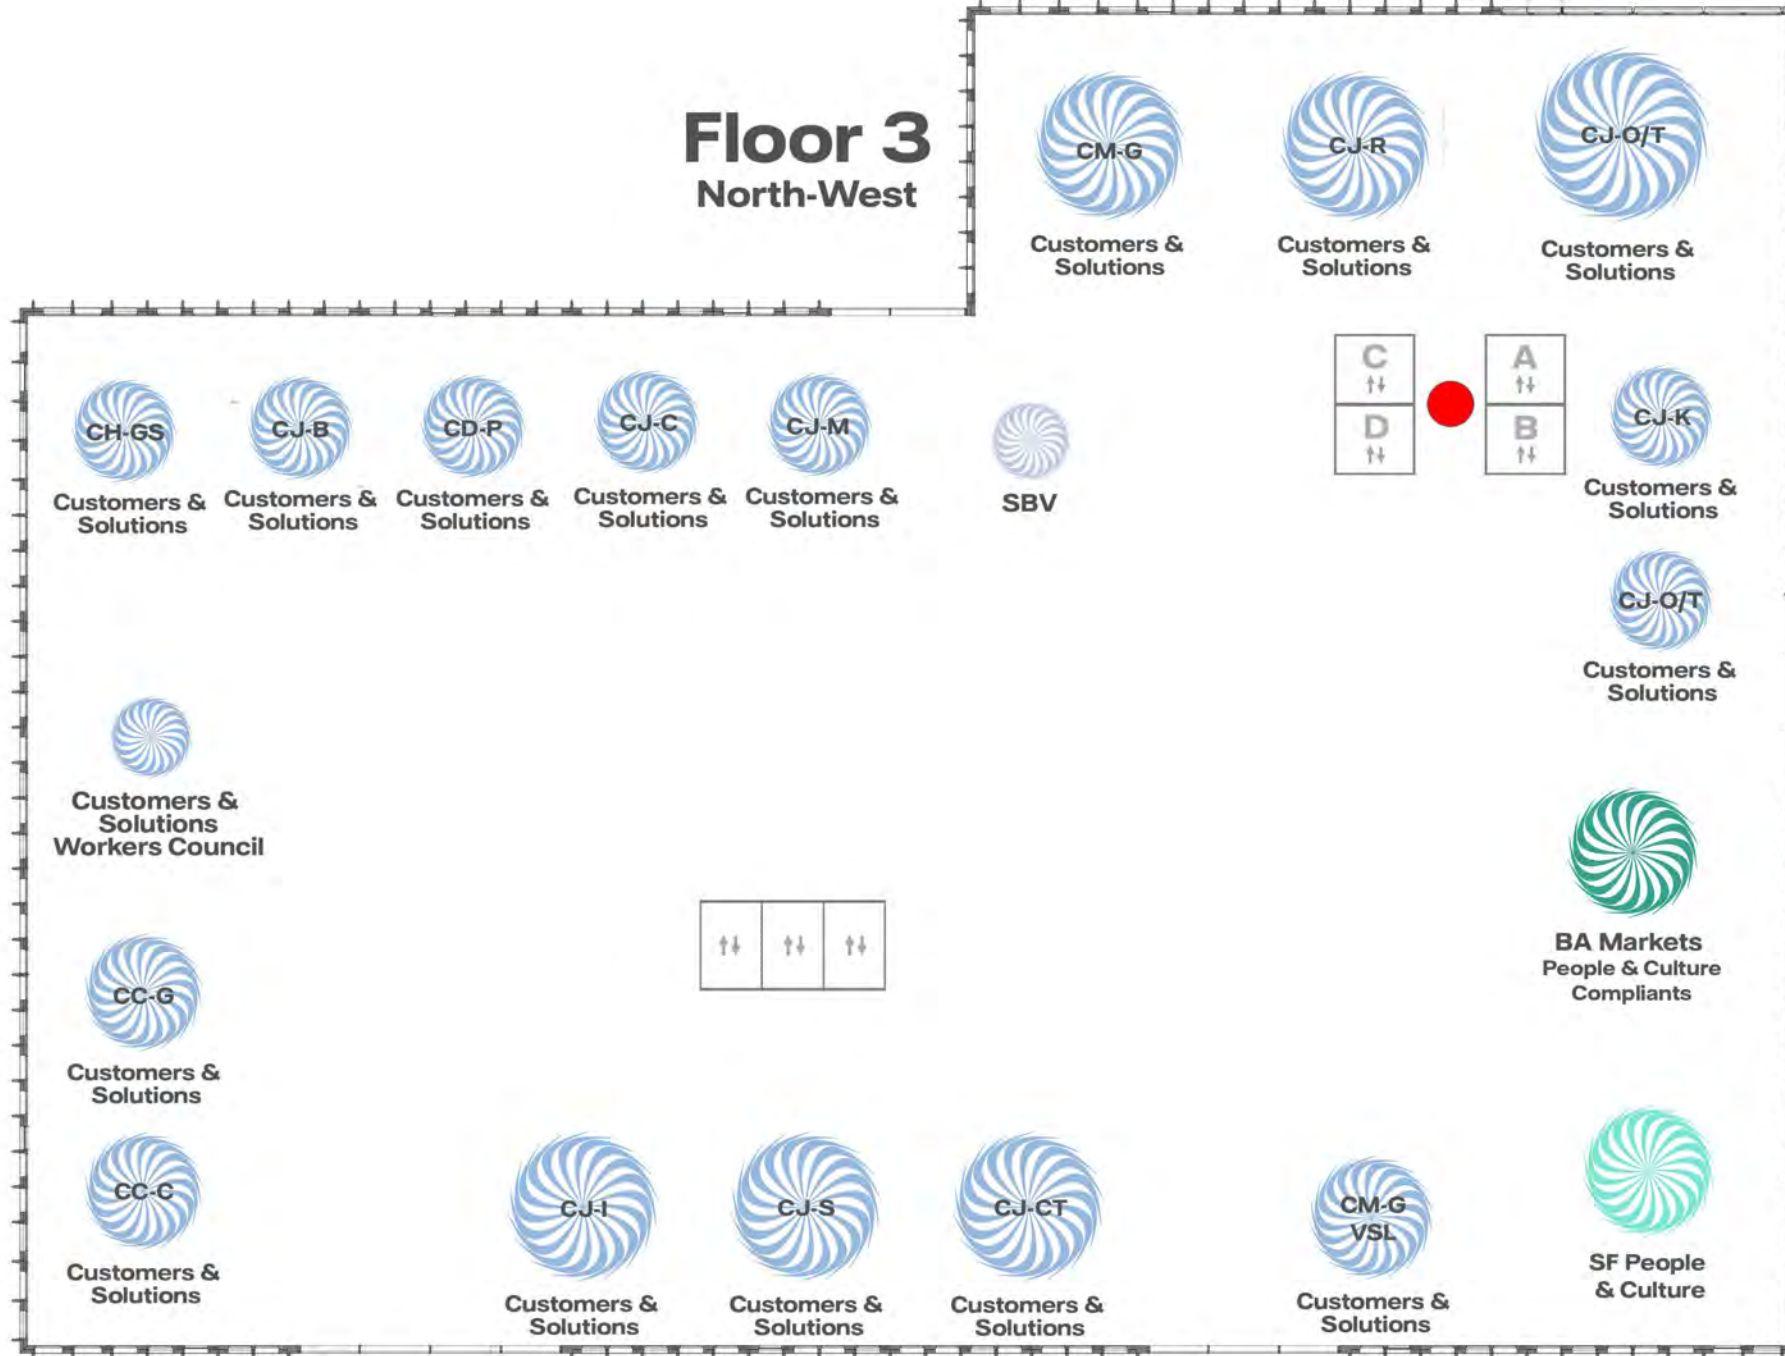 Floor 3
North-West
CM-G
Customers &
Solutions
CJ-R
Customers &
Solutions
CJ-O/T
Customers &
Solutions
C
A
D
B
CH-GS
Customers &
Solutions
CJ-B
Customers &
Solutions
CD-P
Customers &
Solutions
CJ-C
Customers &
Solutions
CJ-M
Customers &
Solutions
SBV
CJ-K
Customers &
Solutions
CJ-O/T
Customers &
Solutions
Customers &
Solutions
Workers Council
BA Markets
People & Culture
Compliants
CC-G
Customers &
Solutions
CC-C
Customers &
Solutions
CJ-I
Customers &
Solutions
CJ-S
Customers &
Solutions
CJ-CT
Customers &
Solutions
CM-G
VSL
Customers &
Solutions
SF People
& Culture